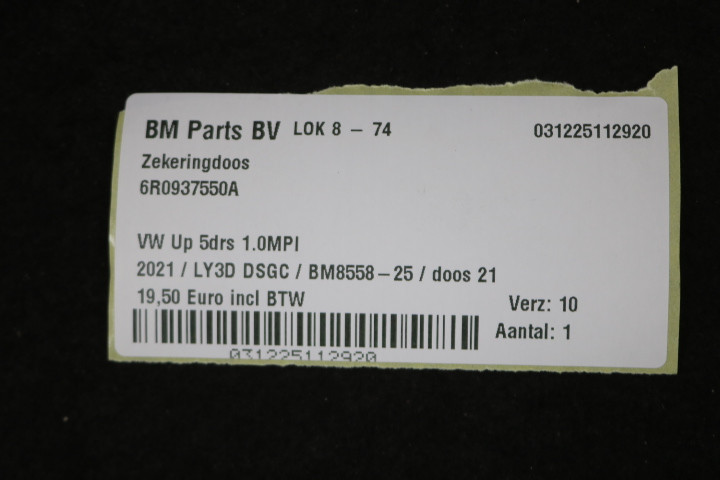 BM Parts BV LOK 8 - 74 031225112920
Zekeringdoos
6R0937550A
VW Up 5drs 1.0MPI
2021 / LY3D DSGC / BM8558-25 / doos 21
19,50 Euro incl BTW Verz: 10
Aantal: 1
031225112920